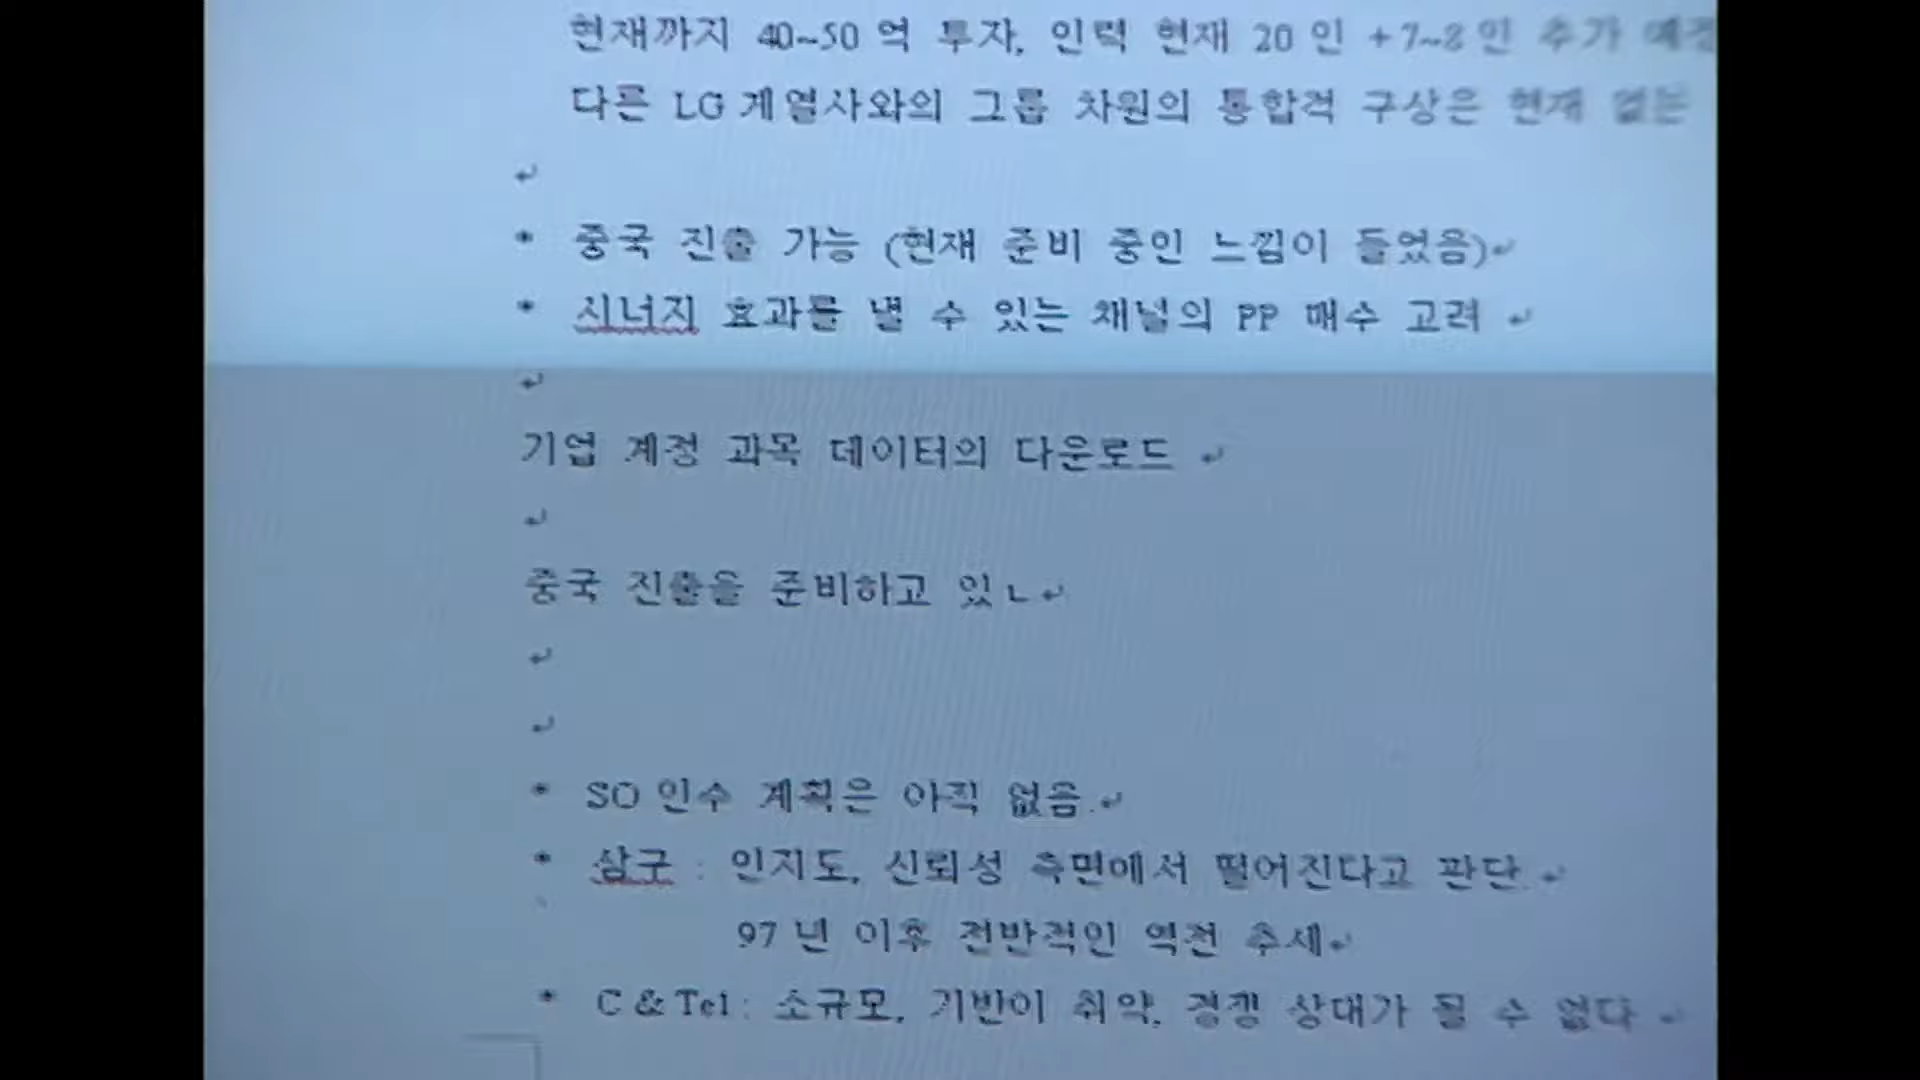 현재까지 40~50 억 투자, 인력 현재 20 인 +7~8 인 추가 예정
다른 LG 계열사와의 그룹 차원의 통합적 구상은 현재 없는
* 중국 진출 가능 (현재 준비 중인 느낌이 들었음)
* 시너지 효과를 낼 수 있는 채널의 PP 매수 고려
기업 계정 과목 데이터의 다운로드
중국 진출을 준비하고 있ㄴ
* SO 인수 계획은 아직 없음.
* 삼구 : 인지도, 신뢰성 측면에서 떨어진다고 판단.
97 년 이후 전반적인 역전 추세
* C & Tel : 소규모, 기반이 취약, 경쟁 상대가 될 수 없다